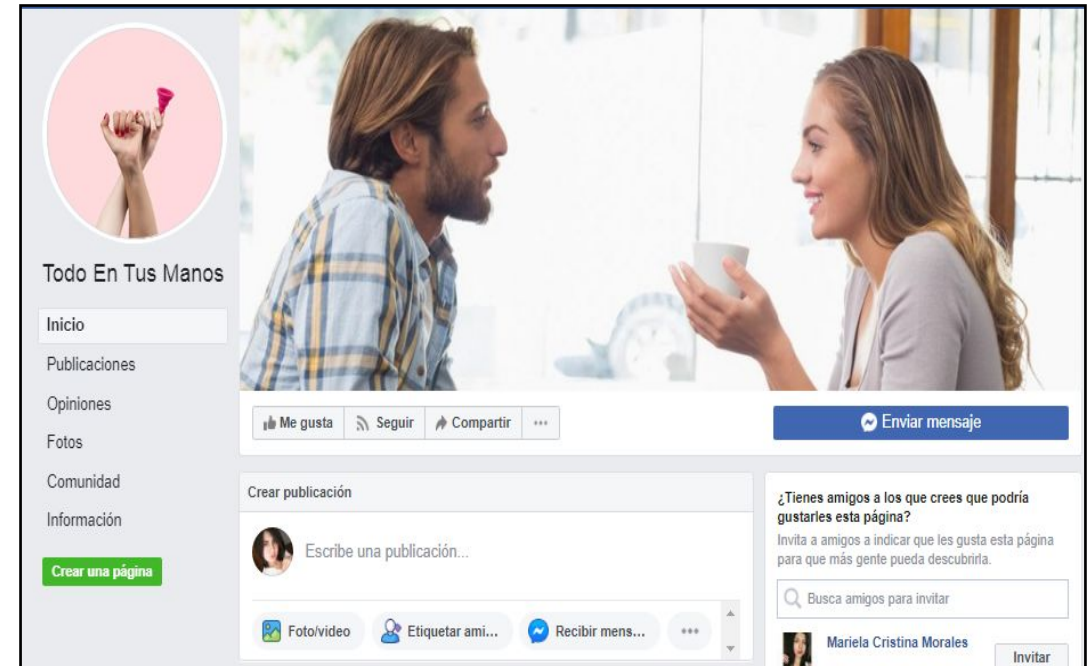 Todo En Tus Manos
Inicio
Publicaciones
Opiniones
Fotos
Comunidad
Información
Crear una página
Me gusta
Seguir
Compartir
Enviar mensaje
Crear publicación
Escribe una publicación...
Foto/video
Etiquetar ami...
Recibir mens...
¿Tienes amigos a los que crees que podría
gustarles esta página?
Invita a amigos a indicar que les gusta esta página
para que más gente pueda descubrirla.
Busca amigos para invitar
Mariela Cristina Morales
Invitar